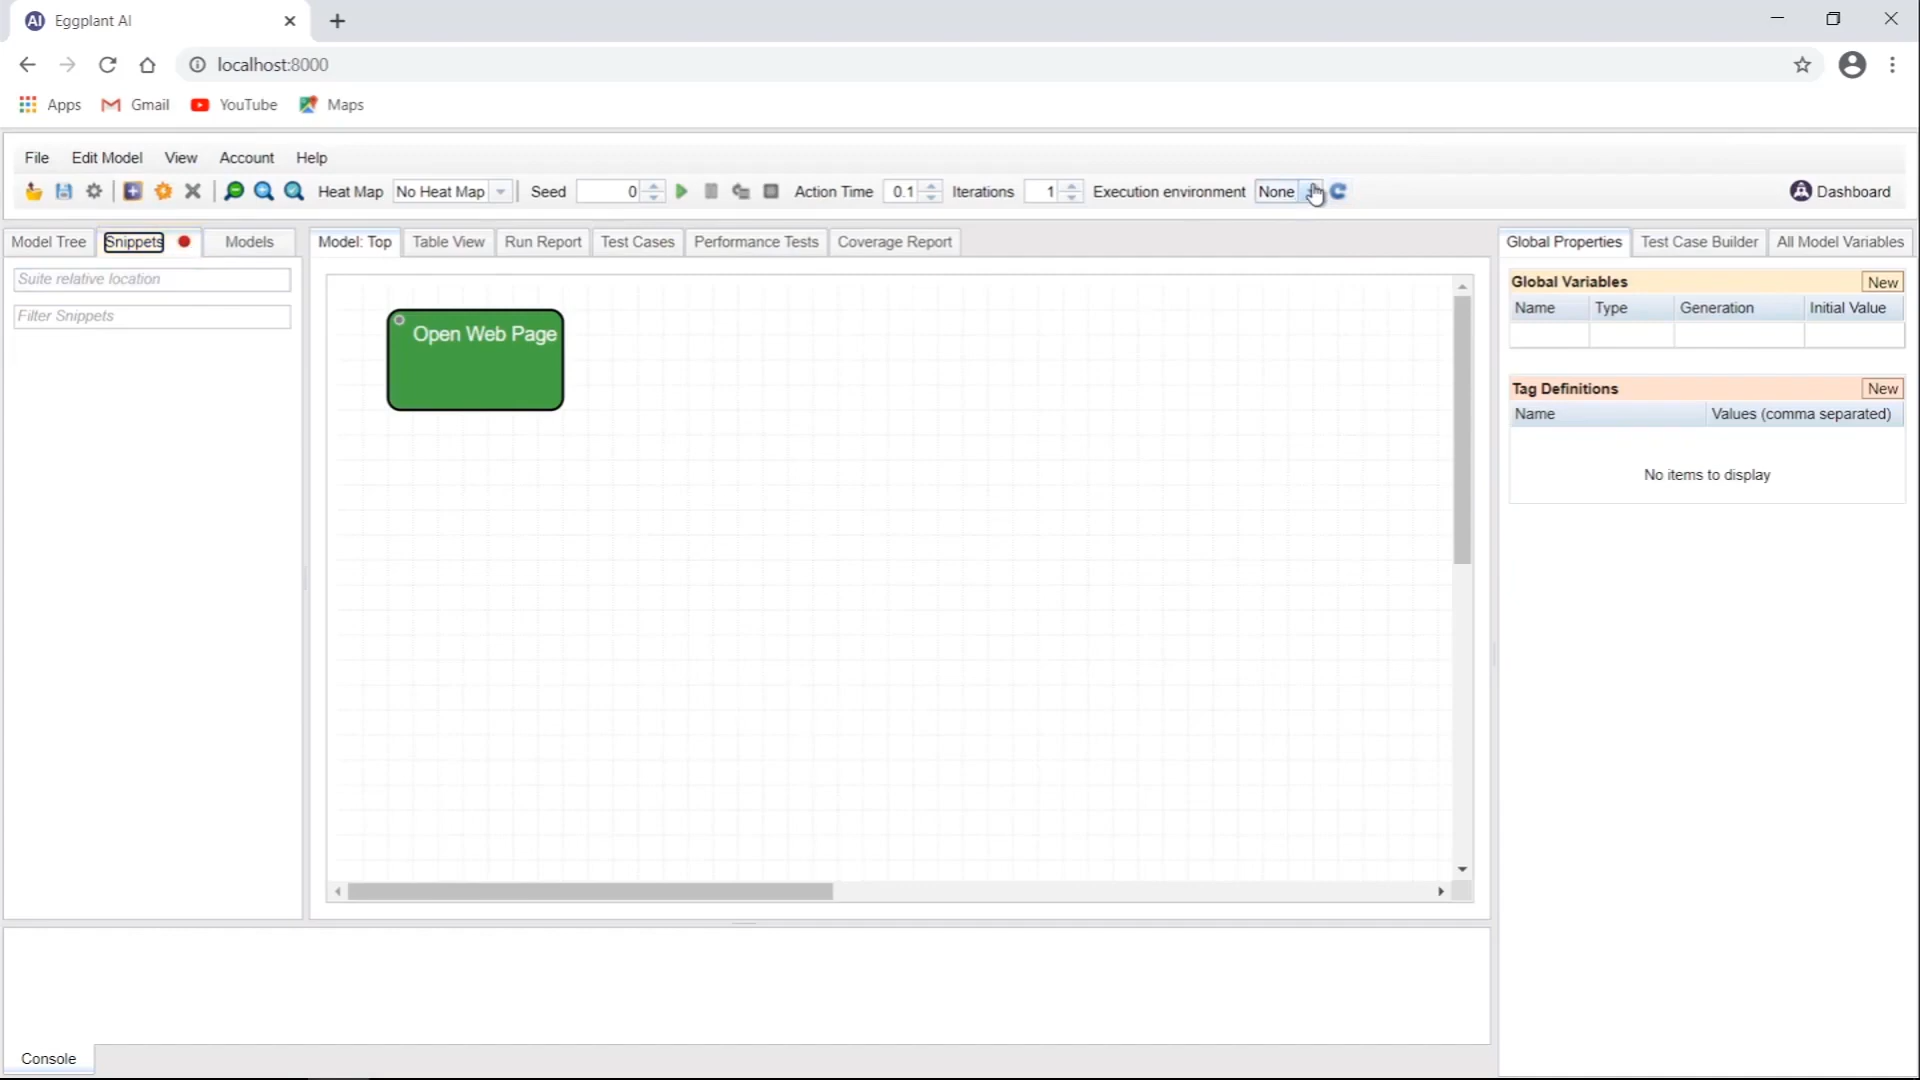 AI Eggplant AI
localhost:8000
Apps Gmail YouTube Maps
File Edit Model View Account Help
Heat Map No Heat Map Seed 0 Action Time 0.1 Iterations 1 Execution environment None Dashboard
Model Tree Snippets Models Model: Top Table View Run Report Test Cases Performance Tests Coverage Report Global Properties Test Case Builder All Model Variables
Suite relative location
Filter Snippets
Open Web Page
Global Variables New
Name Type Generation Initial Value
Tag Definitions New
Name Values (comma separated)
No items to display
Console